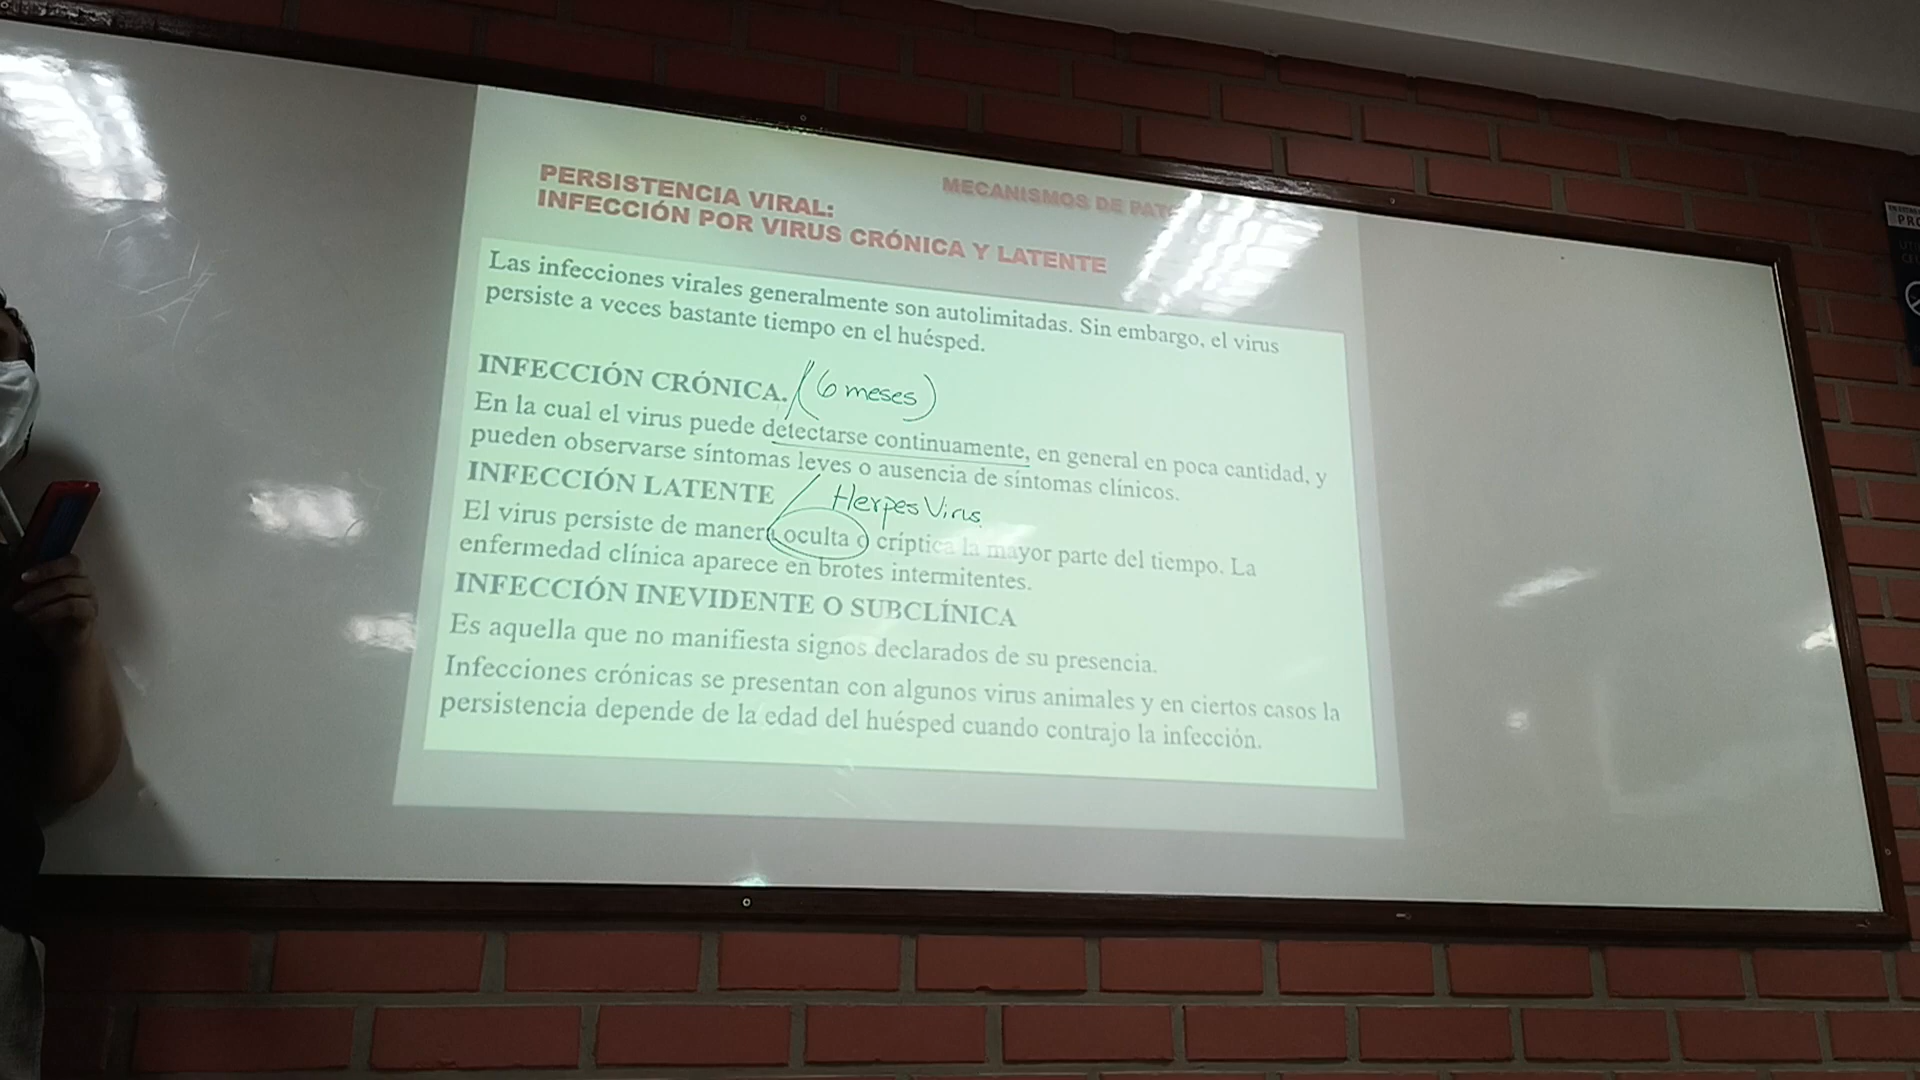 MECANISMOS DE
PERSISTENCIA VIRAL:
INFECCIÓN POR VIRUS CRÓNICA Y LATENTE
Las infecciones virales generalmente son autolimitadas. Sin embargo, el virus
persiste a veces bastante tiempo en el huésped.
INFECCIÓN CRÓNICA. (6 meses)
En la cual el virus puede detectarse continuamente, en general en poca cantidad, y
pueden observarse síntomas leves o ausencia de síntomas clínicos.
INFECCIÓN LATENTE Herpes Virus
El virus persiste de manera oculta o críptica la mayor parte del tiempo. La
enfermedad clínica aparece en brotes intermitentes.
INFECCIÓN INEVIDENTE O SUBCLÍNICA
Es aquella que no manifiesta signos declarados de su presencia.
Infecciones crónicas se presentan con algunos virus animales y en ciertos casos la
persistencia depende de la edad del huésped cuando contrajo la infección.